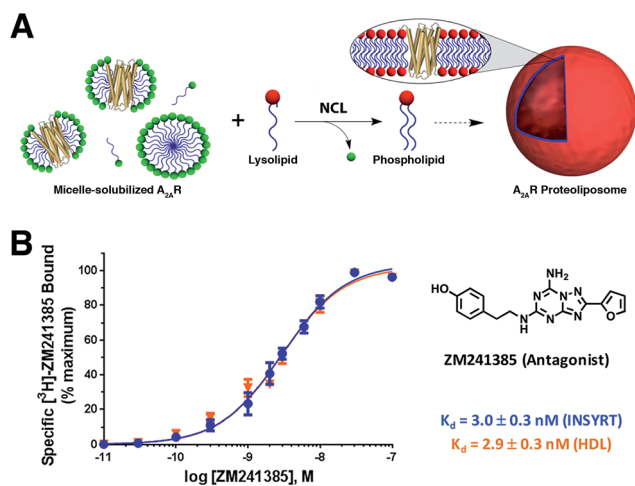 A
NCL
Micelle-solubilized A₂ₐR
+
Lysolipid
Phospholipid
A₂ₐR Proteoliposome
B
Specific [³H]-ZM241385 Bound
(% maximum)
100
80
60
40
20
0
-11
-10
-9
-8
-7
log [ZM241385], M
NH₂
HO
N
N
N
N
N
N
H
O
ZM241385 (Antagonist)
K_d = 3.0 ± 0.3 nM (INSYRT)
K_d = 2.9 ± 0.3 nM (HDL)